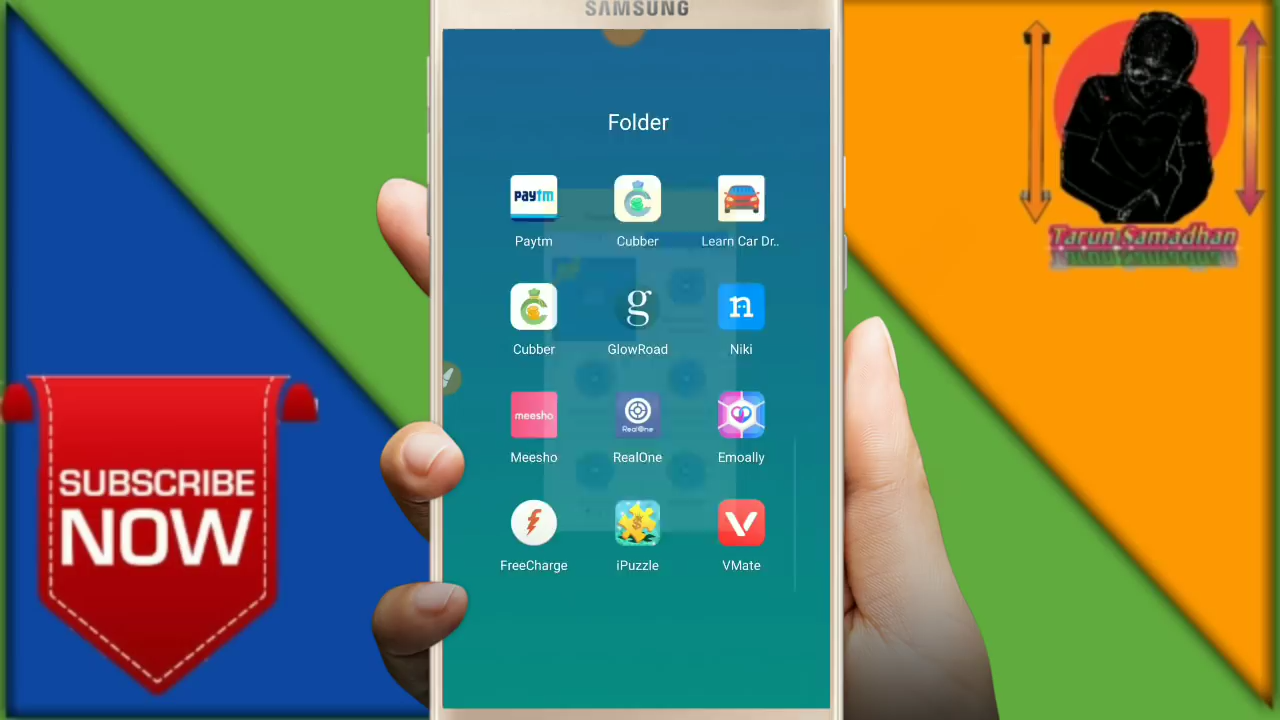 SAMSUNG
Folder
Paytm
Paytm
Cubber
Learn Car Dr..
Cubber
g
GlowRoad
n
Niki
meesho
Meesho
RealOne
RealOne
Emoally
FreeCharge
iPuzzle
VMate
SUBSCRIBE
NOW
Tarun Samadhan